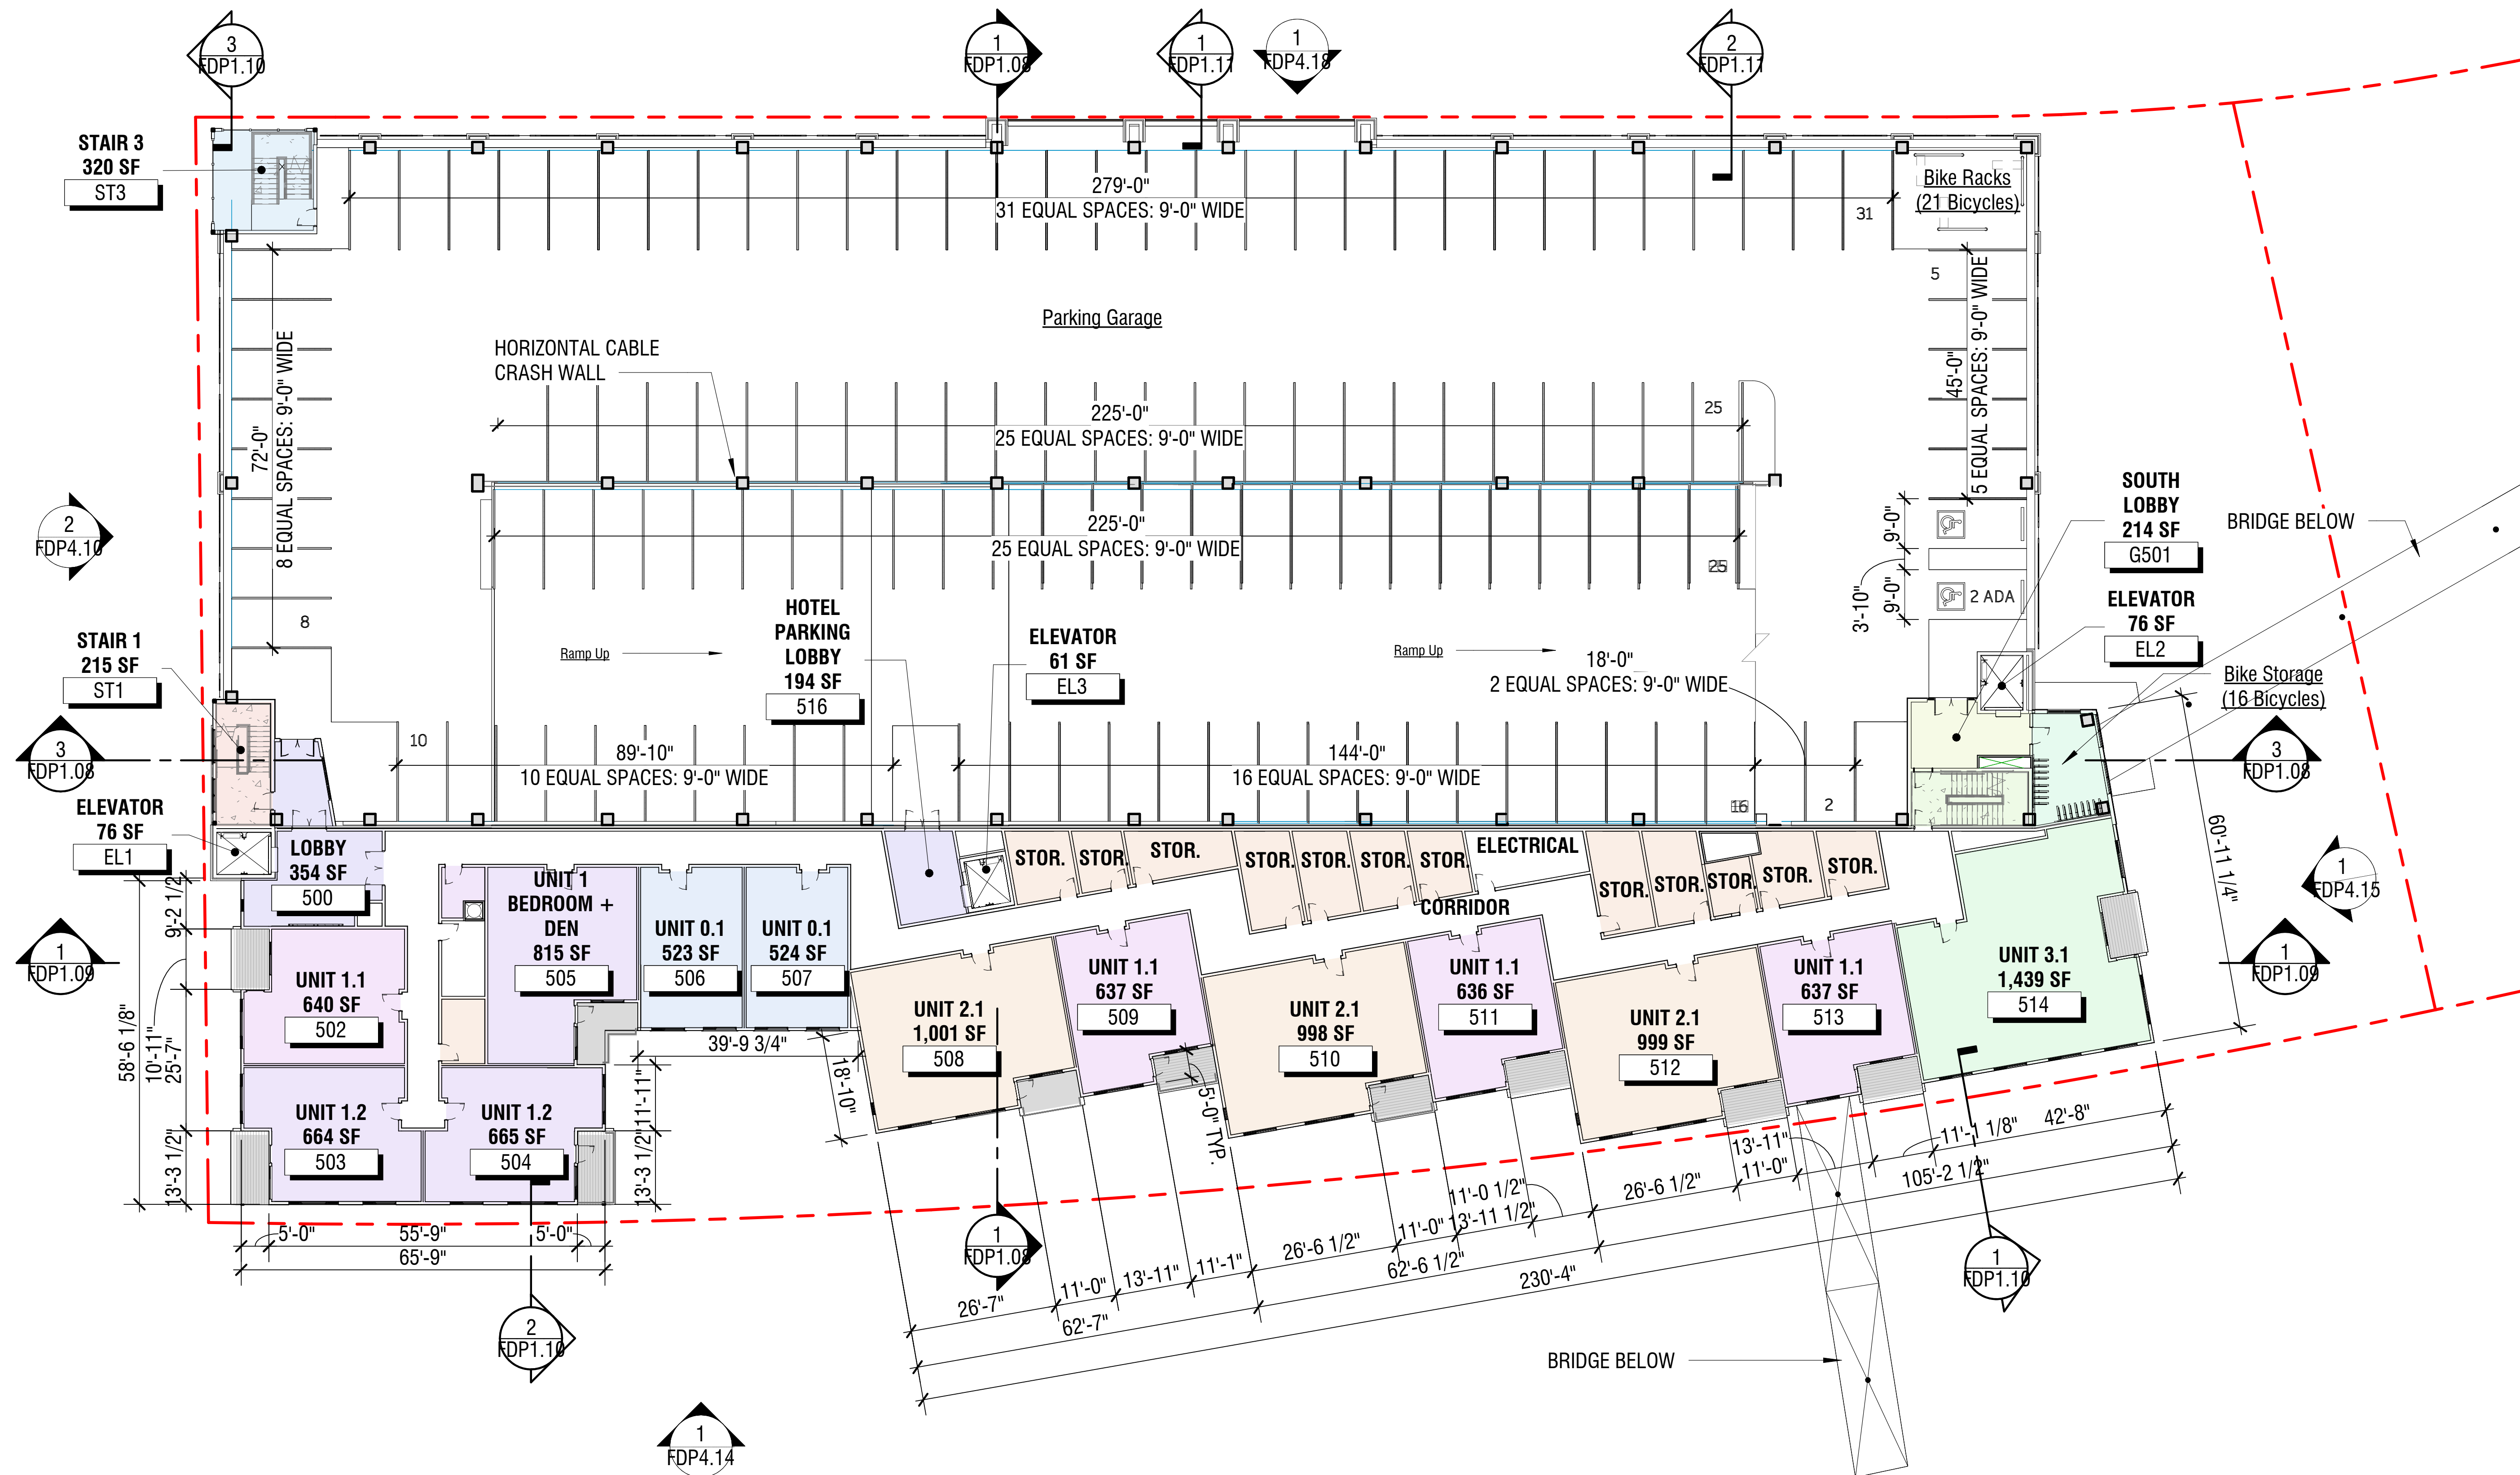 3
FDP1.10
1
FDP1.08
1
FDP1.11
1
FDP4.18
2
FDP1.11
STAIR 3
320 SF
ST3
279'-0"
31 EQUAL SPACES: 9'-0" WIDE
31
Bike Racks
(21 Bicycles)
5
45'-0"
5 EQUAL SPACES: 9'-0" WIDE
Parking Garage
72'-0"
8 EQUAL SPACES: 9'-0" WIDE
8
HORIZONTAL CABLE
CRASH WALL
225'-0"
25 EQUAL SPACES: 9'-0" WIDE
25
225'-0"
25 EQUAL SPACES: 9'-0" WIDE
25
9'-0"
3'-10"
9'-0"
2 ADA
SOUTH
LOBBY
214 SF
G501
BRIDGE BELOW
ELEVATOR
76 SF
EL2
Bike Storage
(16 Bicycles)
2
FDP4.10
STAIR 1
215 SF
ST1
HOTEL
PARKING
LOBBY
194 SF
516
ELEVATOR
61 SF
EL3
Ramp Up
Ramp Up
18'-0"
2 EQUAL SPACES: 9'-0" WIDE
3
FDP1.08
10
89'-10"
10 EQUAL SPACES: 9'-0" WIDE
144'-0"
16 EQUAL SPACES: 9'-0" WIDE
16
2
3
FDP1.08
60'-11 1/4"
ELEVATOR
76 SF
EL1
LOBBY
354 SF
500
STOR.
STOR.
STOR.
STOR.
STOR.
STOR.
STOR.
ELECTRICAL
STOR.
STOR.
STOR.
STOR.
STOR.
CORRIDOR
1
FDP4.15
1
FDP1.09
1
FDP1.09
9'-2 1/2"
58'-6 1/8"
10'-11"
25'-7"
13'-3 1/2"
UNIT 1
BEDROOM +
DEN
815 SF
505
UNIT 0.1
523 SF
506
UNIT 0.1
524 SF
507
UNIT 1.1
640 SF
502
UNIT 1.2
664 SF
503
UNIT 1.2
665 SF
504
UNIT 2.1
1,001 SF
508
UNIT 1.1
637 SF
509
UNIT 2.1
998 SF
510
UNIT 1.1
636 SF
511
UNIT 2.1
999 SF
512
UNIT 1.1
637 SF
513
UNIT 3.1
1,439 SF
514
39'-9 3/4"
18'-10"
11'-11"
13'-3 1/2"
5'-0" TYP.
5'-0"
55'-9"
5'-0"
65'-9"
1
FDP1.08
26'-7"
11'-0"
13'-11"
11'-1"
26'-6 1/2"
11'-0"
13'-11 1/2"
11'-0 1/2"
26'-6 1/2"
11'-0"
13'-11"
11'-1 1/8"
42'-8"
62'-7"
62'-6 1/2"
105'-2 1/2"
230'-4"
1
FDP1.10
2
FDP1.10
BRIDGE BELOW
1
FDP4.14